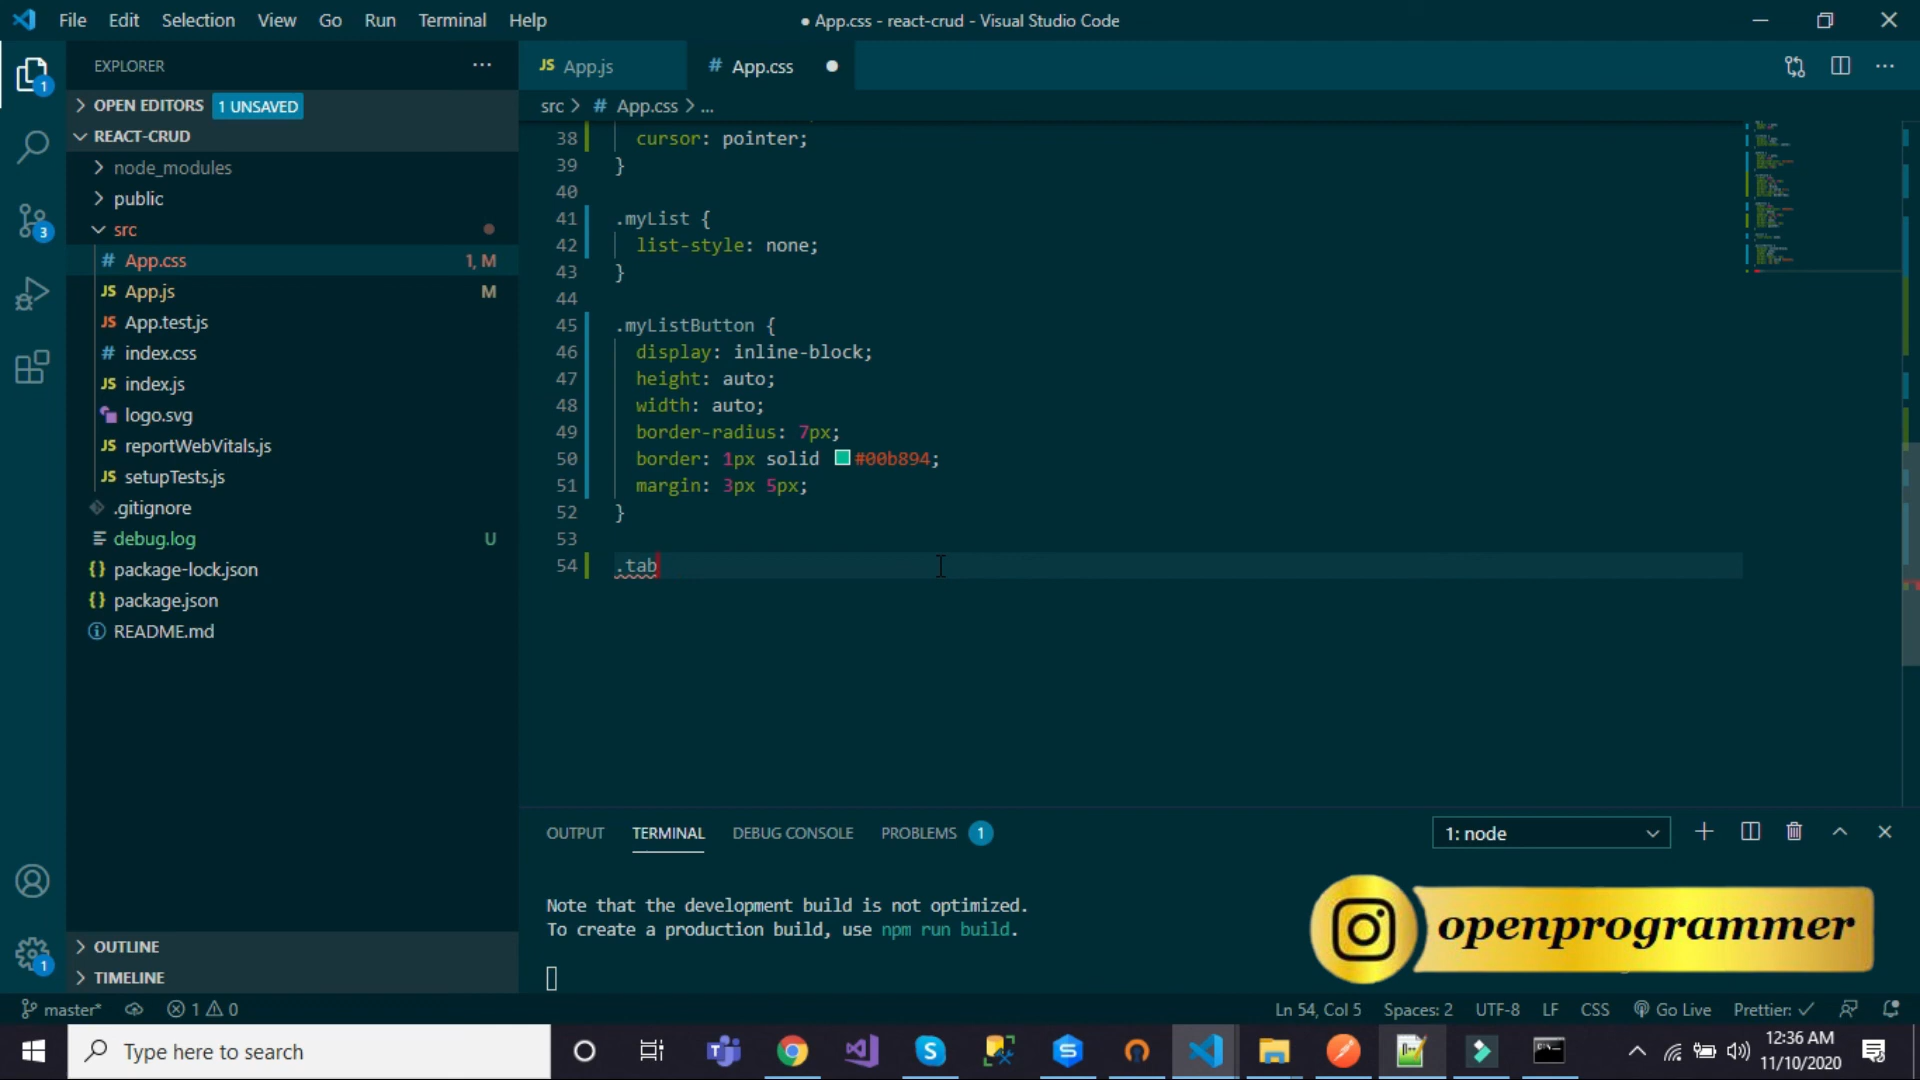 File Edit Selection View Go Run Terminal Help
● App.css - react-crud - Visual Studio Code
EXPLORER
OPEN EDITORS 1 UNSAVED
REACT-CRUD
node_modules
public
src
# App.css 1, M
JS App.js M
JS App.test.js
# index.css
JS index.js
logo.svg
JS reportWebVitals.js
JS setupTests.js
.gitignore
debug.log U
{} package-lock.json
{} package.json
README.md
OUTLINE
TIMELINE
1
3
1
JS App.js
# App.css ●
src > # App.css > ...
38 cursor: pointer;
39 }
40
41 .myList {
42 list-style: none;
43 }
44
45 .myListButton {
46 display: inline-block;
47 height: auto;
48 width: auto;
49 border-radius: 7px;
50 border: 1px solid #00b894;
51 margin: 3px 5px;
52 }
53
54 .tab
OUTPUT TERMINAL DEBUG CONSOLE PROBLEMS 1
1: node
Note that the development build is not optimized.
To create a production build, use npm run build.
openprogrammer
master* 1 0
Ln 54, Col 5 Spaces: 2 UTF-8 LF CSS Go Live Prettier: ✓
Type here to search
12:36 AM
11/10/2020